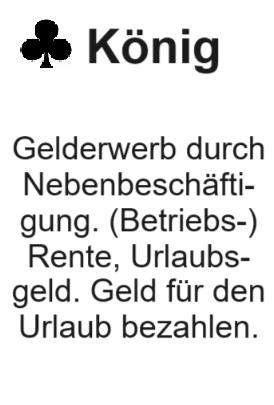 ♣ König
Gelderwerb durch
Nebenbeschäfti-
gung. (Betriebs-)
Rente, Urlaubs-
geld. Geld für den
Urlaub bezahlen.